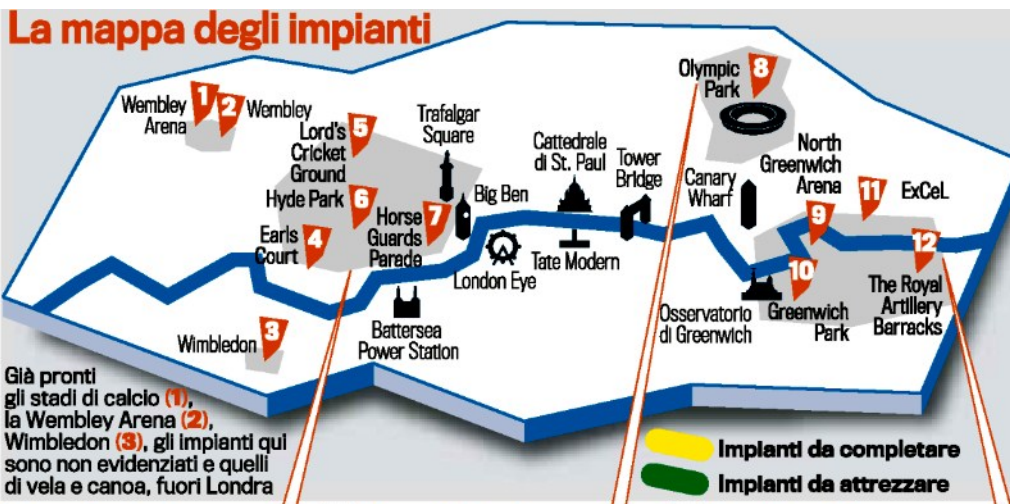 La mappa degli impianti
Wembley
Arena
1
2
Wembley
Lord's
Cricket
Ground
5
Trafalgar
Square
Hyde Park
6
Horse
Guards
Parade
7
Big Ben
Earls
Court
4
London Eye
Cattedrale
di St. Paul
Tate Modern
Tower
Bridge
Battersea
Power Station
Wimbledon
3
Olympic
Park
8
Canary
Wharf
North
Greenwich
Arena
9
11
ExCeL
12
The Royal
Artillery
Barracks
10
Greenwich
Park
Osservatorio
di Greenwich
Già pronti
gli stadi di calcio (1),
la Wembley Arena (2),
Wimbledon (3), gli impianti qui
sono non evidenziati e quelli
di vela e canoa, fuori Londra
Impianti da completare
Impianti da attrezzare